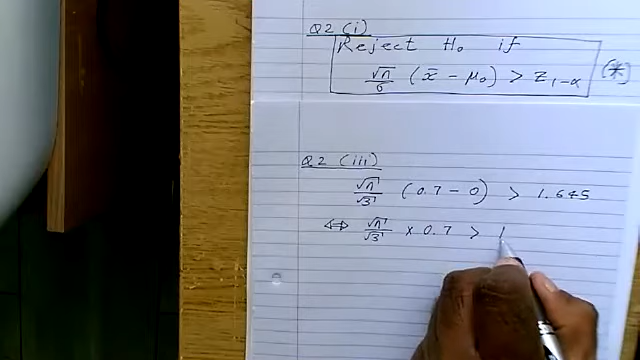 Q2 (i)
Reject H₀ if
√n/σ (x̄ − μ₀) > z₁₋α (*)
Q2 (iii)
√n/√3 (0.7 − 0) > 1.645
⟺ √n/√3 × 0.7 > 1